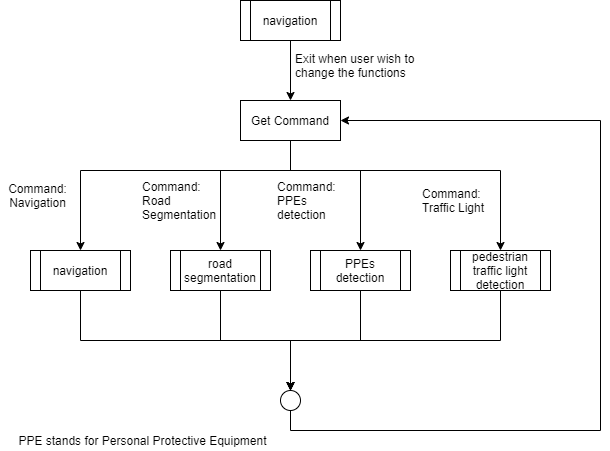 navigation
Exit when user wish to
change the functions
Get Command
Command:
Navigation
Command:
Road
Segmentation
Command:
PPEs
detection
Command:
Traffic Light
navigation
road
segmentation
PPEs
detection
pedestrian
traffic light
detection
PPE stands for Personal Protective Equipment